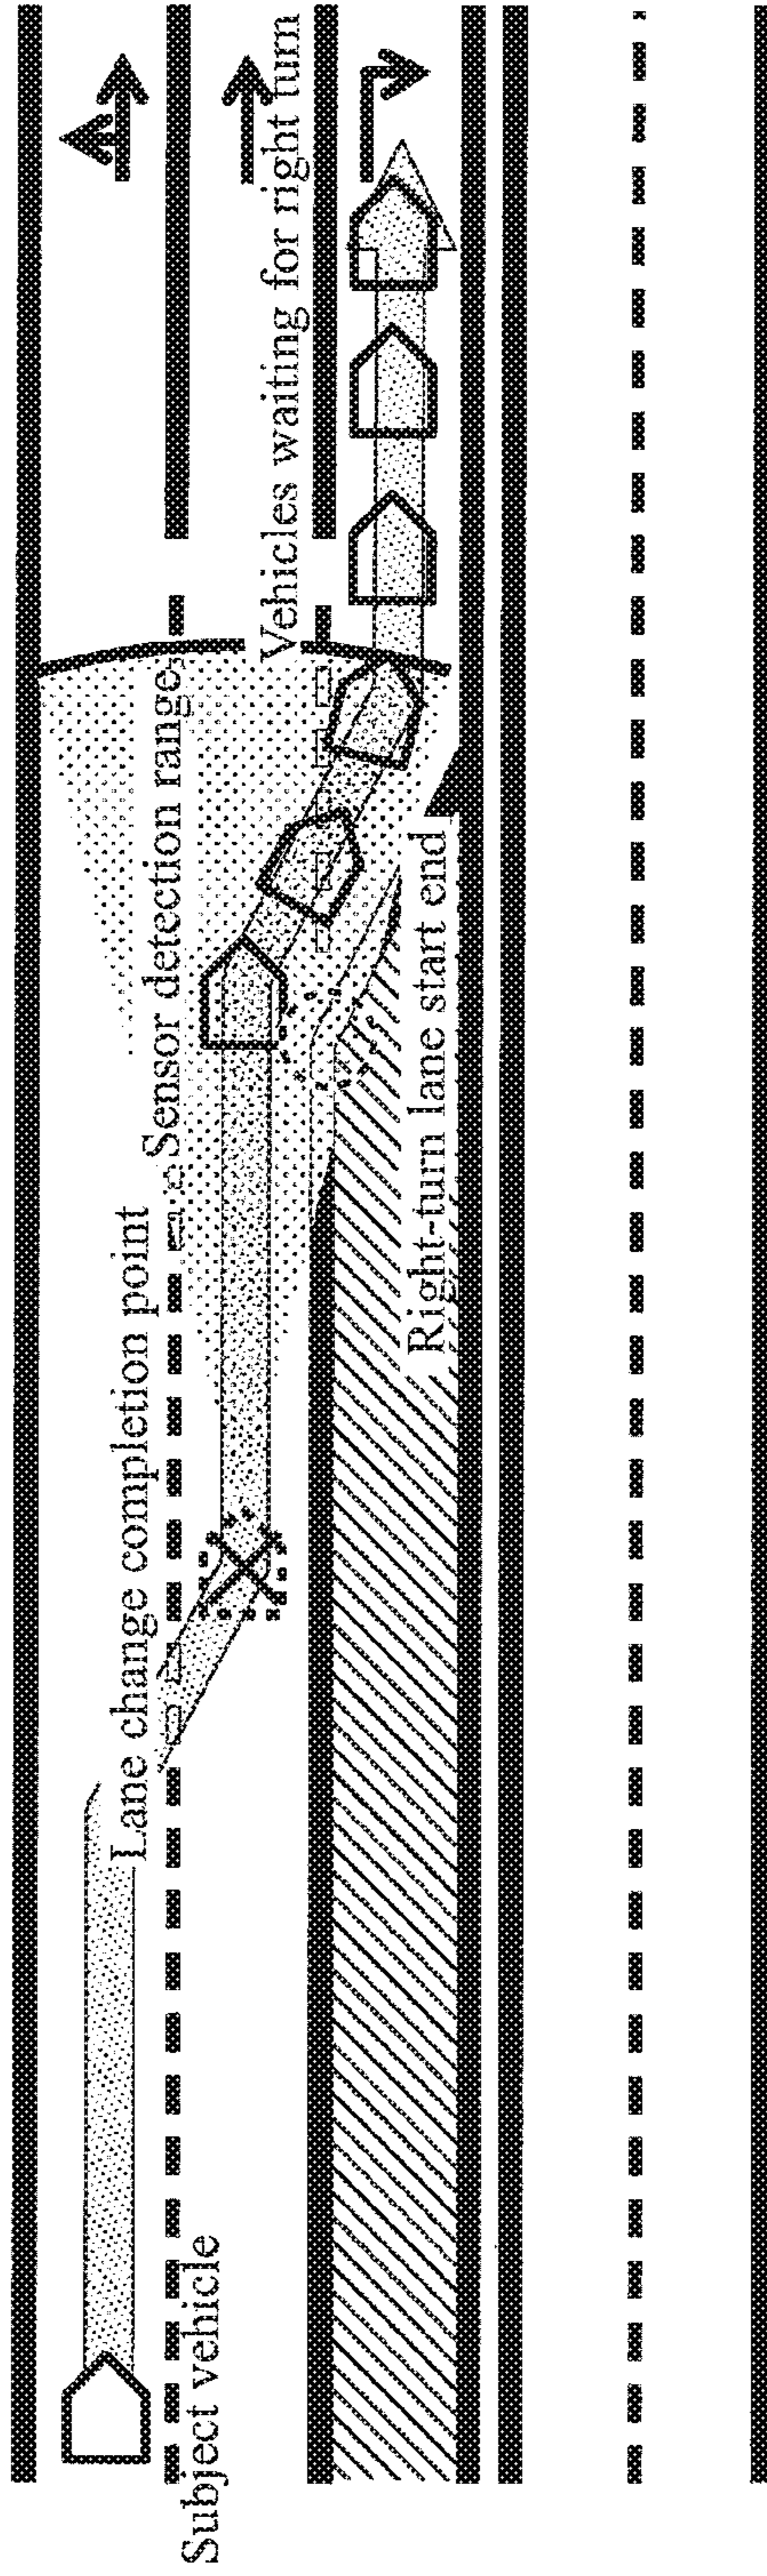 Subject vehicle
Lane change completion point
Sensor detection range
Vehicles waiting for right turn
Right-turn lane start end